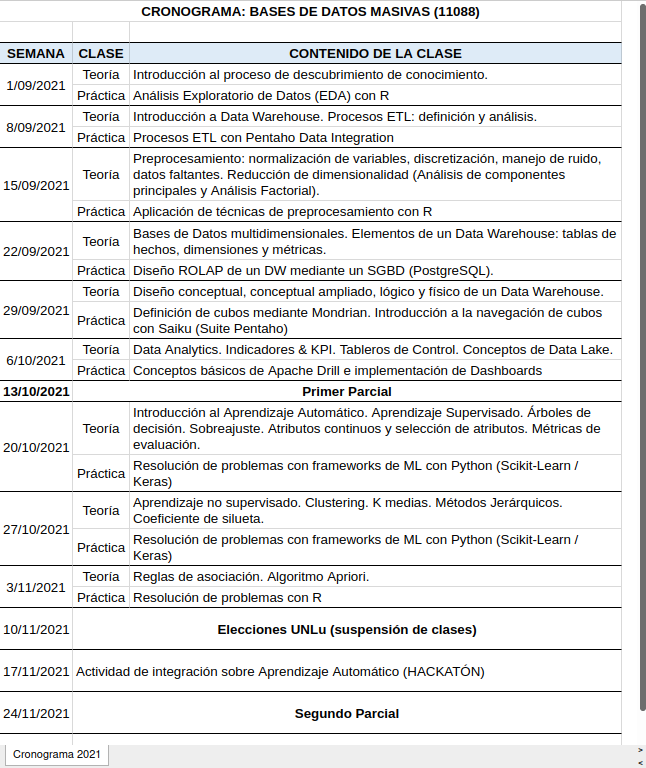 CRONOGRAMA: BASES DE DATOS MASIVAS (11088)
SEMANA CLASE CONTENIDO DE LA CLASE
1/09/2021
Teoría Introducción al proceso de descubrimiento de conocimiento.
Práctica Análisis Exploratorio de Datos (EDA) con R
8/09/2021
Teoría Introducción a Data Warehouse. Procesos ETL: definición y análisis.
Práctica Procesos ETL con Pentaho Data Integration
15/09/2021
Teoría Preprocesamiento: normalización de variables, discretización, manejo de ruido,
datos faltantes. Reducción de dimensionalidad (Análisis de componentes
principales y Análisis Factorial).
Práctica Aplicación de técnicas de preprocesamiento con R
22/09/2021
Teoría Bases de Datos multidimensionales. Elementos de un Data Warehouse: tablas de
hechos, dimensiones y métricas.
Práctica Diseño ROLAP de un DW mediante un SGBD (PostgreSQL).
29/09/2021
Teoría Diseño conceptual, conceptual ampliado, lógico y físico de un Data Warehouse.
Práctica Definición de cubos mediante Mondrian. Introducción a la navegación de cubos
con Saiku (Suite Pentaho)
6/10/2021
Teoría Data Analytics. Indicadores & KPI. Tableros de Control. Conceptos de Data Lake.
Práctica Conceptos básicos de Apache Drill e implementación de Dashboards
13/10/2021 Primer Parcial
20/10/2021
Teoría Introducción al Aprendizaje Automático. Aprendizaje Supervisado. Árboles de
decisión. Sobreajuste. Atributos continuos y selección de atributos. Métricas de
evaluación.
Práctica Resolución de problemas con frameworks de ML con Python (Scikit-Learn /
Keras)
27/10/2021
Teoría Aprendizaje no supervisado. Clustering. K medias. Métodos Jerárquicos.
Coeficiente de silueta.
Práctica Resolución de problemas con frameworks de ML con Python (Scikit-Learn /
Keras)
3/11/2021
Teoría Reglas de asociación. Algoritmo Apriori.
Práctica Resolución de problemas con R
10/11/2021 Elecciones UNLu (suspensión de clases)
17/11/2021 Actividad de integración sobre Aprendizaje Automático (HACKATÓN)
24/11/2021 Segundo Parcial
Cronograma 2021